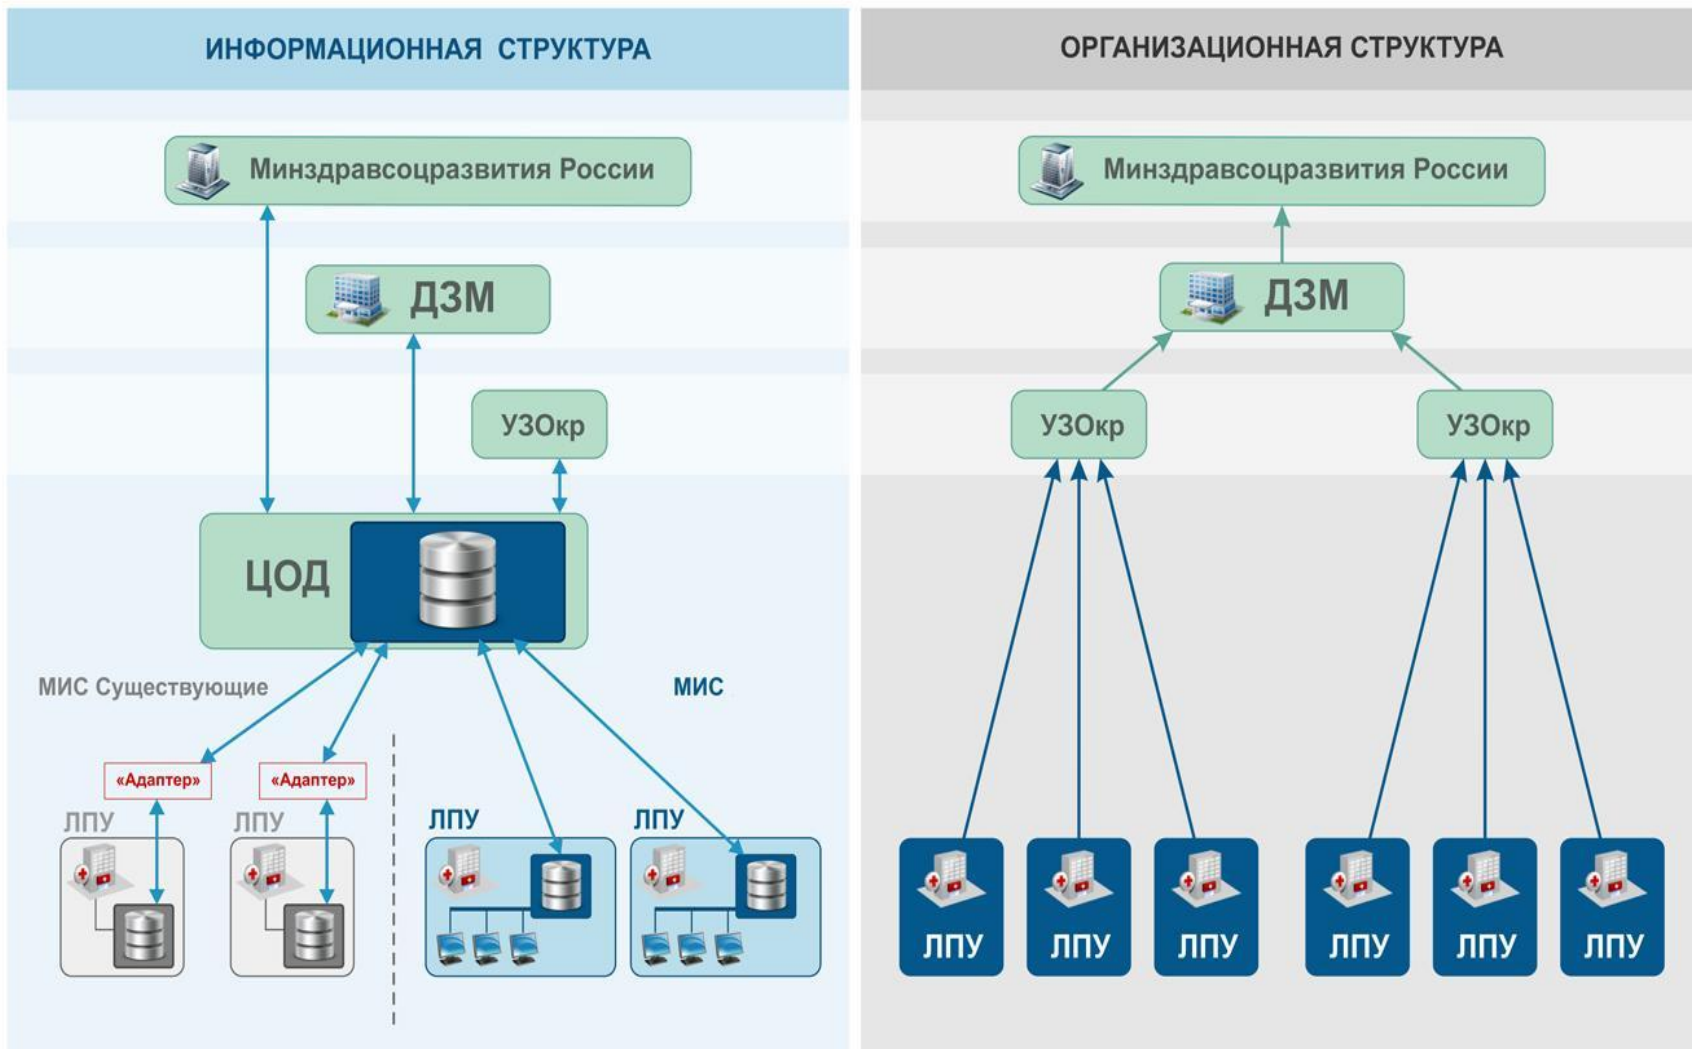 ИНФОРМАЦИОННАЯ СТРУКТУРА
Минздравсоцразвития России
ДЗМ
УЗОкр
ЦОД
МИС Существующие
МИС
«Адаптер»
«Адаптер»
ЛПУ
ЛПУ
ЛПУ
ЛПУ
ОРГАНИЗАЦИОННАЯ СТРУКТУРА
Минздравсоцразвития России
ДЗМ
УЗОкр
УЗОкр
ЛПУ
ЛПУ
ЛПУ
ЛПУ
ЛПУ
ЛПУ